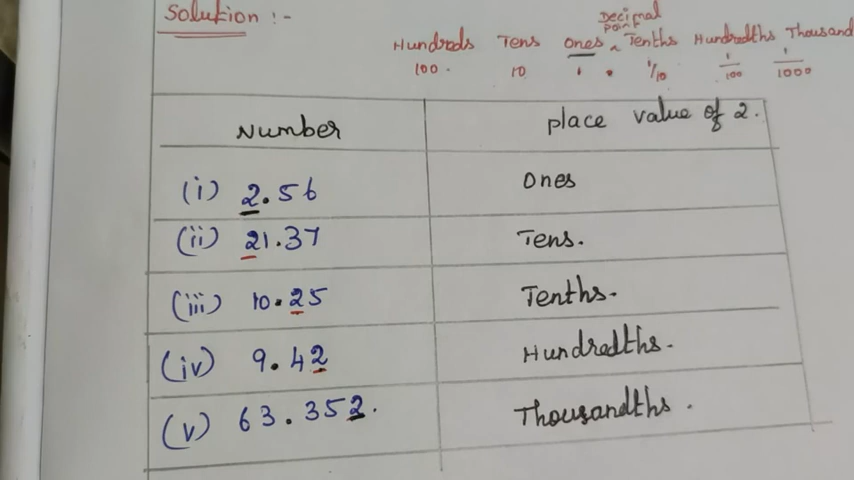 Solution :-
Decimal
point
Hundreds Tens Ones Tenths Hundredths Thousand
100. 10 1 . 1/10 1/100 1/1000
Number place value of 2.
(i) 2.56 ones
(ii) 21.37 Tens.
(iii) 10.25 Tenths.
(iv) 9.42 Hundredths.
(v) 63.352. Thousandths.